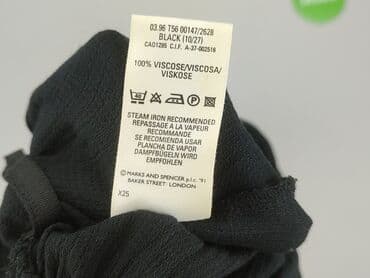 03.96 T56 00147/2628
BLACK (10/27)
CAO1295 C.I.F. A-37-002516
100% VISCOSE/VISCOSA/
VISKOSE
STEAM IRON RECOMMENDED
REPASSAGE A LA VAPEUR
RECOMMANDE
SE RECOMIENDA USAR
PLANCHA DE VAPOR
DAMPFBÜGELN WIRD
EMPFOHLEN
© MARKS AND SPENCER p.l.c. '91
BAKER STREET · LONDON
X25